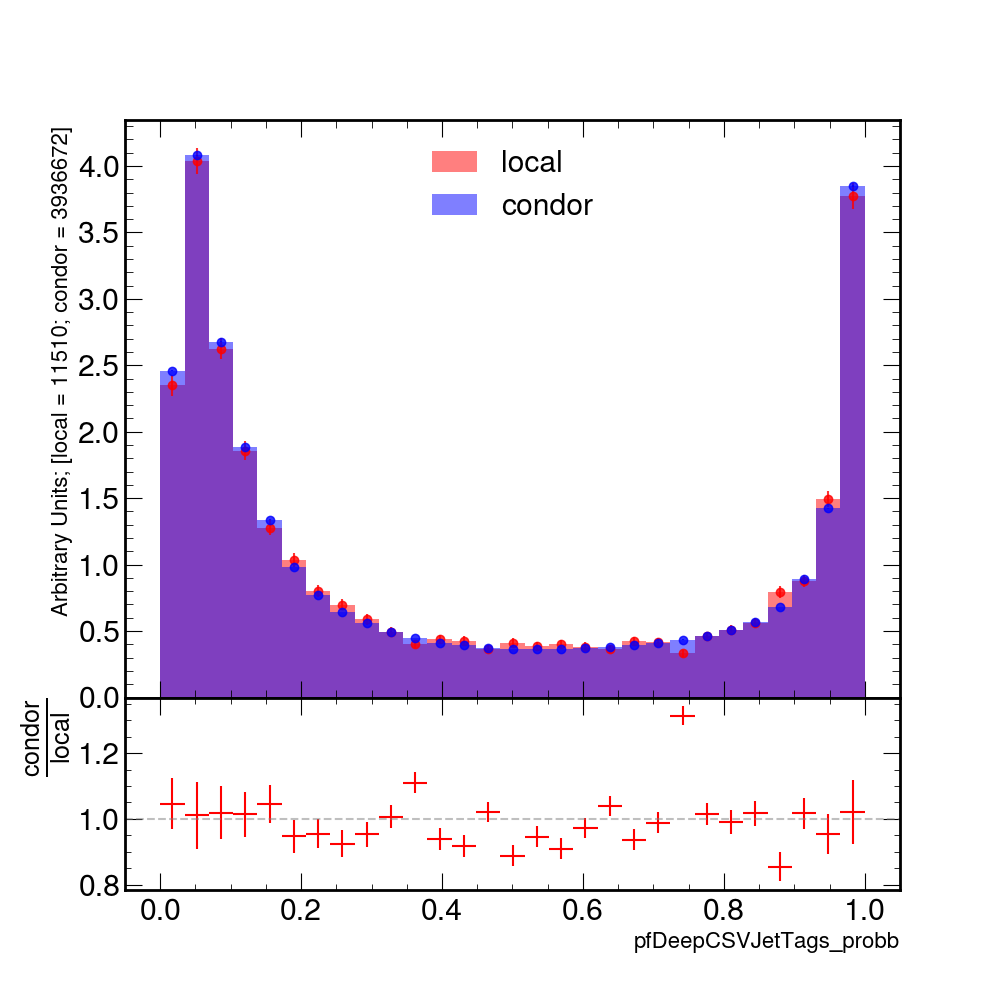 Arbitrary Units; [local = 11510; condor = 3936672]
4.0
3.5
3.0
2.5
2.0
1.5
1.0
0.5
0.0
local
condor
condor
local
1.2
1.0
0.8
0.0 0.2 0.4 0.6 0.8 1.0
pfDeepCSVJetTags_probb